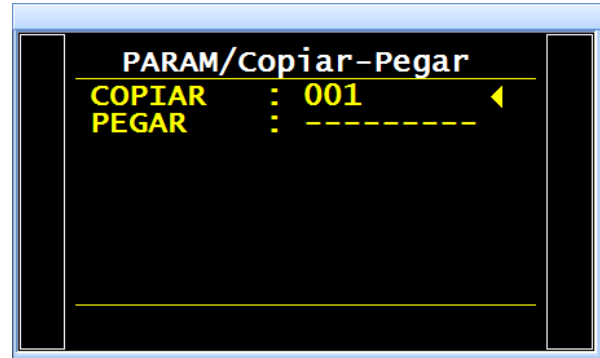 PARAM/Copiar-Pegar
COPIAR : 001
PEGAR : ---------